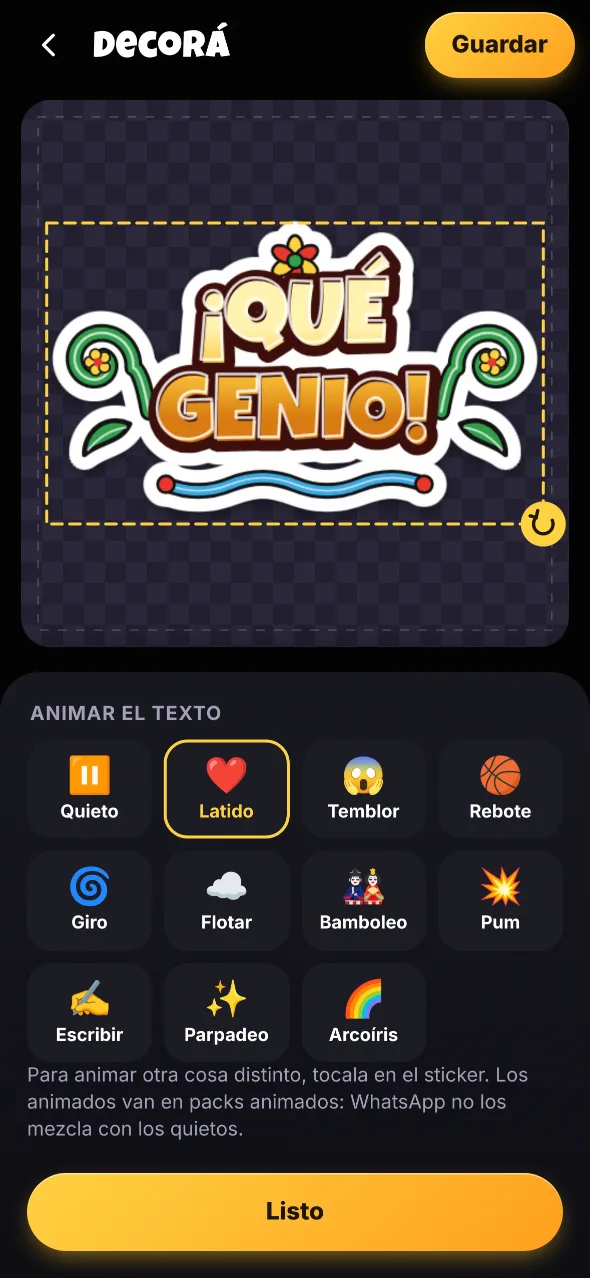 DECORÁ
Guardar
¡QUÉ
GENIO!
ANIMAR EL TEXTO
Quieto
Latido
Temblor
Rebote
Giro
Flotar
Bamboleo
Pum
Escribir
Parpadeo
Arcoíris
Para animar otra cosa distinto, tocala en el sticker. Los
animados van en packs animados: WhatsApp no los
mezcla con los quietos.
Listo